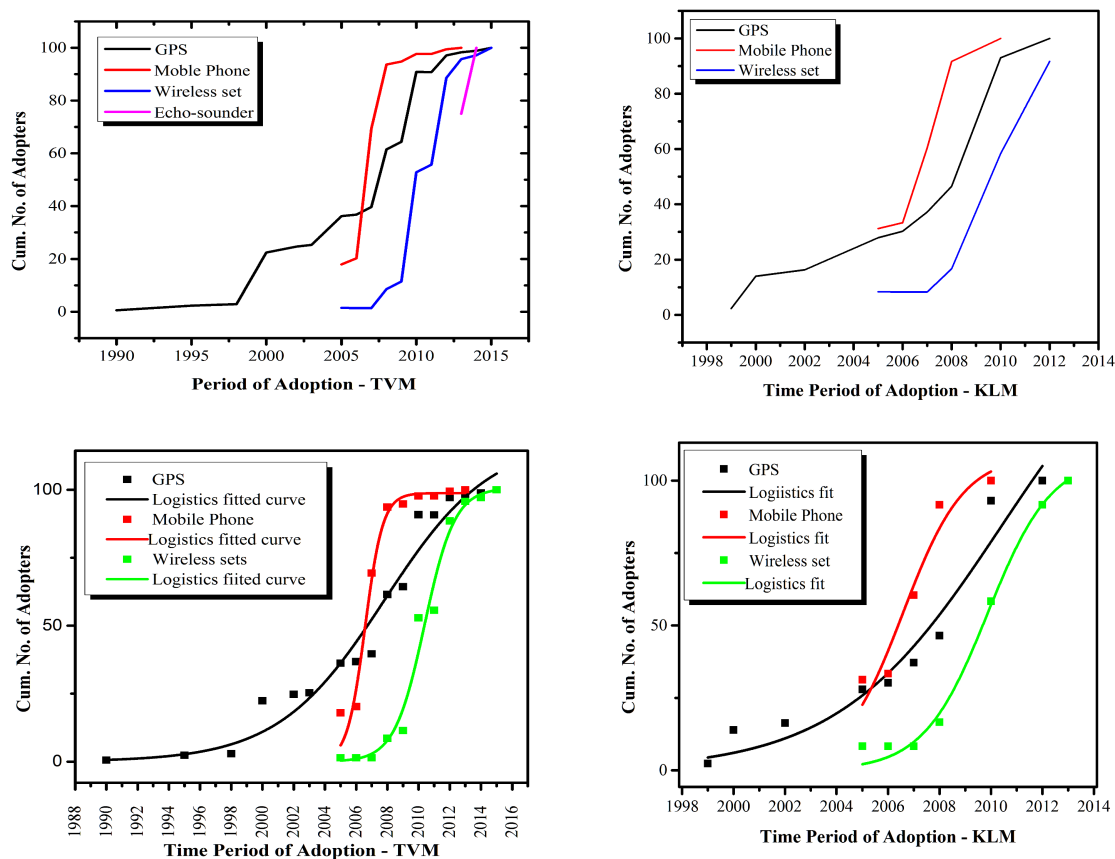 GPS
Moble Phone
Wireless set
Echo-sounder
100
80
60
40
20
0
Cum. No. of Adopters
1990 1995 2000 2005 2010 2015
Period of Adoption - TVM
GPS
Mobile Phone
Wireless set
100
80
60
40
20
0
Cum. No. of Adopters
1998 2000 2002 2004 2006 2008 2010 2012 2014
Time Period of Adoption - KLM
GPS
Logistics fitted curve
Mobile Phone
Logistics fitted curve
Wireless sets
Logistics fiitted curve
100
50
0
Cum. No. of Adopters
1988 1990 1992 1994 1996 1998 2000 2002 2004 2006 2008 2010 2012 2014 2016
Time Period of Adoption - TVM
GPS
Logiistics fit
Mobile Phone
Logistics fit
Wireless set
Logistics fit
100
50
0
Cum. No. of Adopters
1998 2000 2002 2004 2006 2008 2010 2012 2014
Time Period of Adoption - KLM